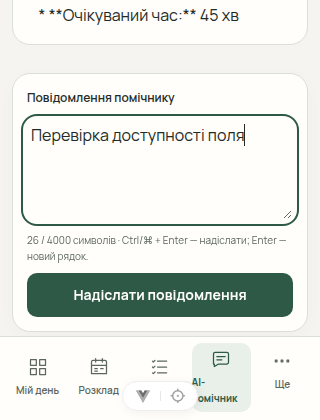 * **Очікуваний час:** 45 хв
Повідомлення помічнику
Перевірка доступності поля
26 / 4000 символів · Ctrl/⌘ + Enter — надіслати; Enter —
новий рядок.
Надіслати повідомлення
Мій день
Розклад
AI-
омічник
Ще